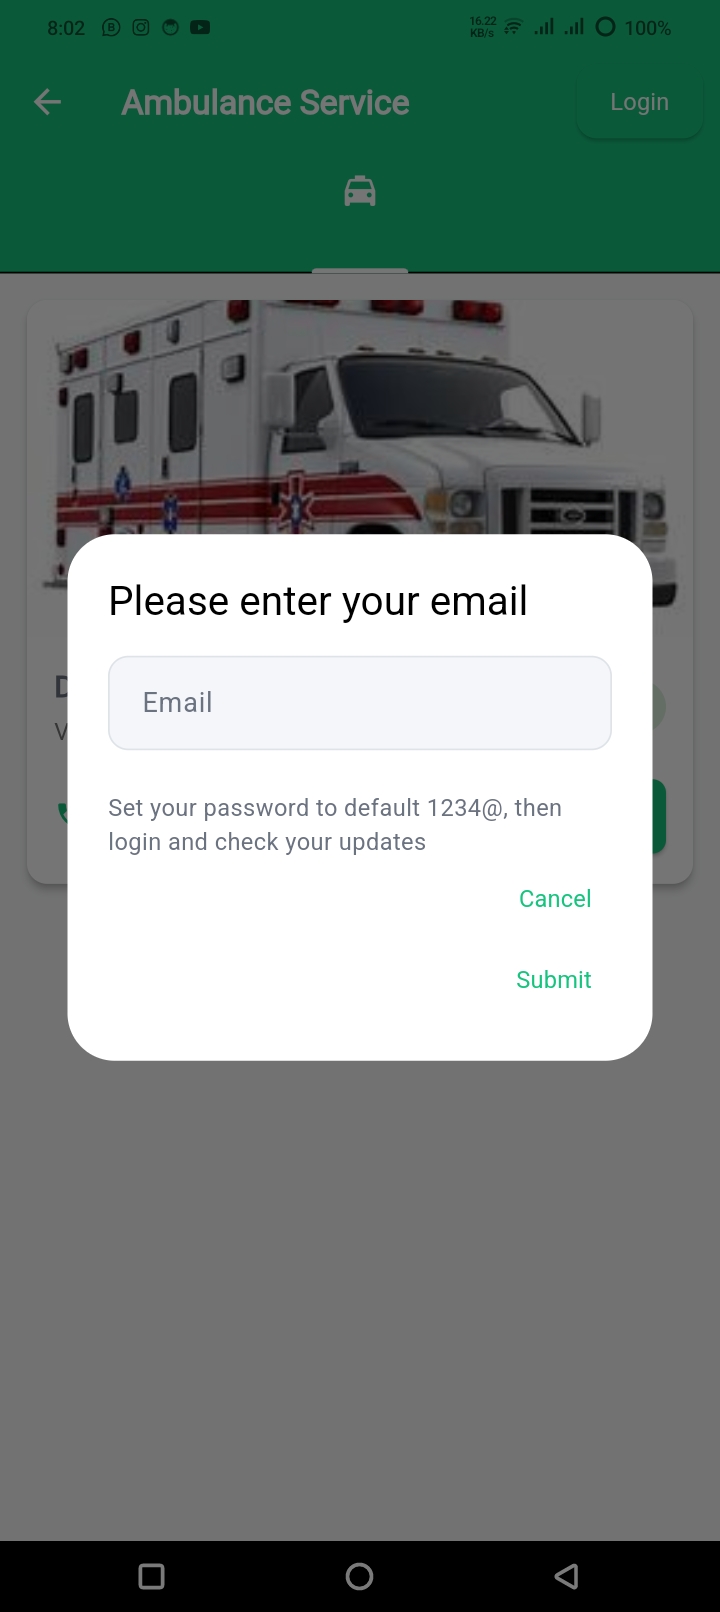 8:02
16.22
KB/s
100%
Ambulance Service
Login
Please enter your email
Email
Set your password to default 1234@, then
login and check your updates
Cancel
Submit